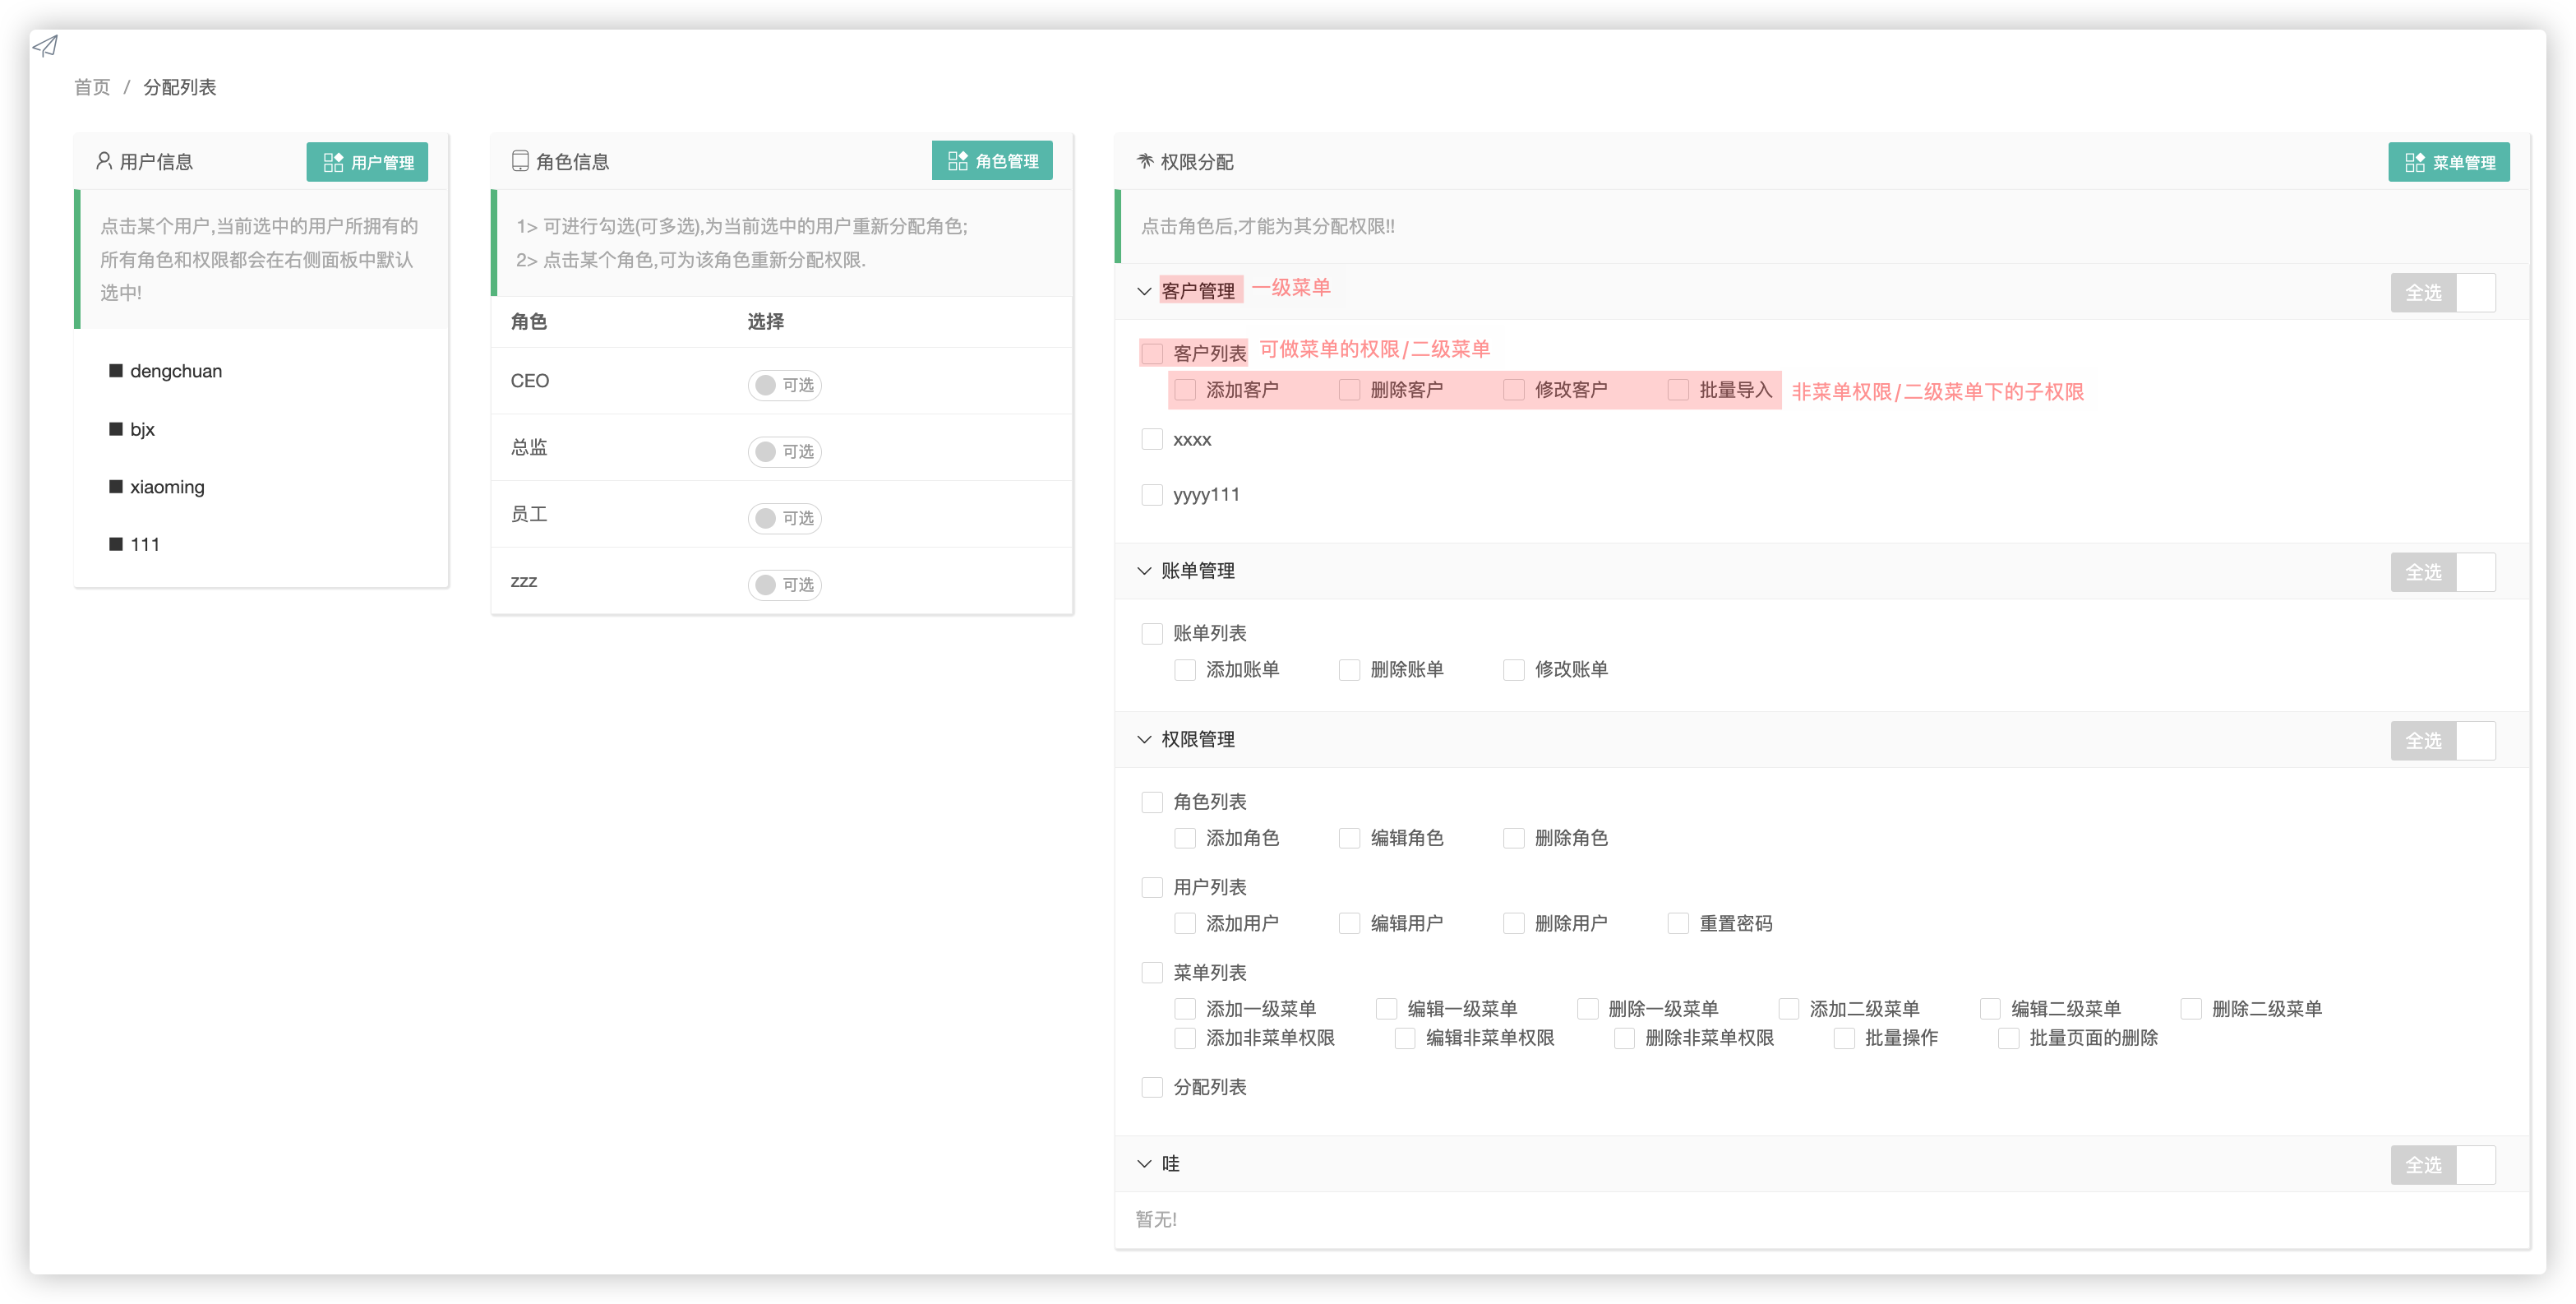 首页 / 分配列表
用户信息 用户管理
点击某个用户,当前选中的用户所拥有的
所有角色和权限都会在右侧面板中默认
选中!
dengchuan
bjx
xiaoming
111
角色信息 角色管理
1> 可进行勾选(可多选),为当前选中的用户重新分配角色;
2> 点击某个角色,可为该角色重新分配权限.
角色 选择
CEO 可选
总监 可选
员工 可选
zzz 可选
权限分配 菜单管理
点击角色后,才能为其分配权限!!
客户管理 一级菜单 全选
客户列表 可做菜单的权限/二级菜单
添加客户 删除客户 修改客户 批量导入 非菜单权限/二级菜单下的子权限
xxxx
yyyy111
账单管理 全选
账单列表
添加账单 删除账单 修改账单
权限管理 全选
角色列表
添加角色 编辑角色 删除角色
用户列表
添加用户 编辑用户 删除用户 重置密码
菜单列表
添加一级菜单 编辑一级菜单 删除一级菜单 添加二级菜单 编辑二级菜单 删除二级菜单
添加非菜单权限 编辑非菜单权限 删除非菜单权限 批量操作 批量页面的删除
分配列表
哇 全选
暂无!